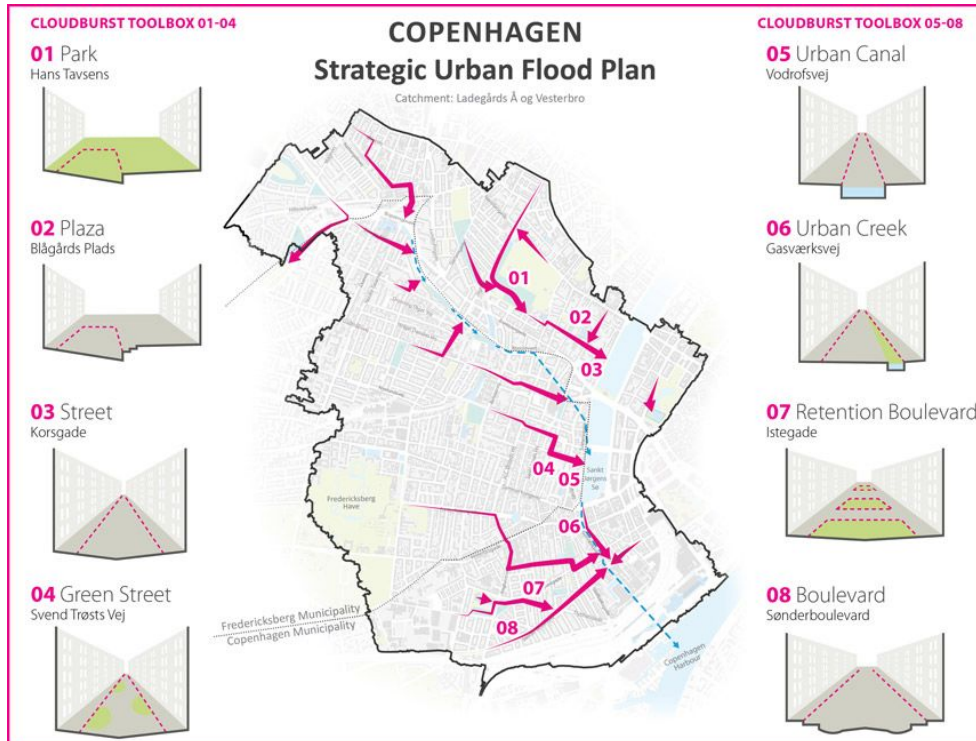 CLOUDBURST TOOLBOX 01-04
01 Park
Hans Tavsens
02 Plaza
Blågårds Plads
03 Street
Korsgade
04 Green Street
Svend Trøsts Vej
COPENHAGEN
Strategic Urban Flood Plan
Catchment: Ladegårds Å og Vesterbro
01
02
03
04
05
Sankt
Jørgens
Sø
Fredericksberg
Have
06
07
08
Fredericksberg Municipality
Copenhagen Municipality
Copenhagen
Harbour
CLOUDBURST TOOLBOX 05-08
05 Urban Canal
Vodrofsvej
06 Urban Creek
Gasværksvej
07 Retention Boulevard
Istegade
08 Boulevard
Sønderboulevard